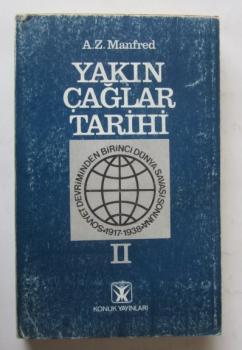 A.Z. Manfred
YAKIN
ÇAĞLAR
TARİHİ
SOVYET DEVRİMİNDEN BİRİNCİ DÜNYA SAVAŞI SONUNA
•1917-1938•
II
KONUK YAYINLARI